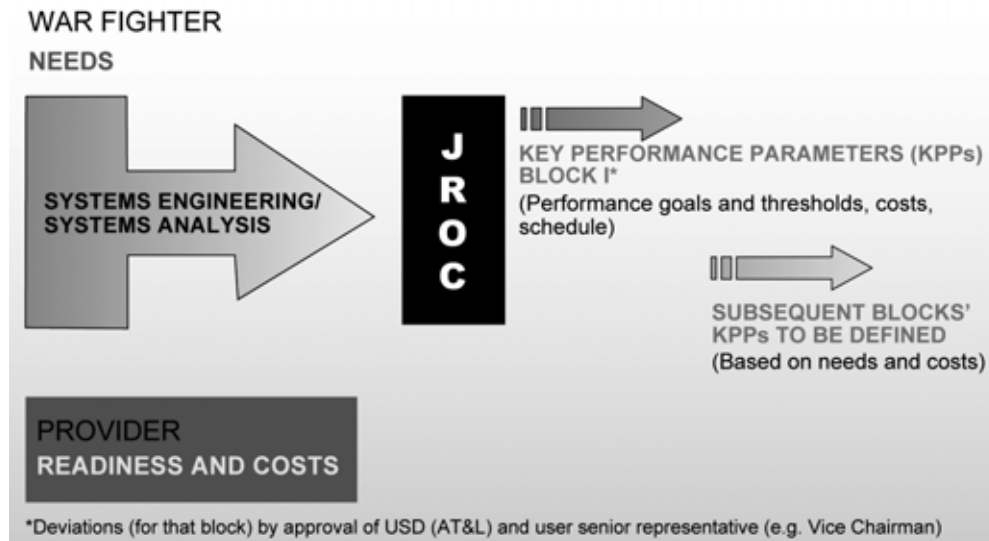 WAR FIGHTER
NEEDS
SYSTEMS ENGINEERING/
SYSTEMS ANALYSIS
J
R
O
C
KEY PERFORMANCE PARAMETERS (KPPs)
BLOCK I*
(Performance goals and thresholds, costs,
schedule)
SUBSEQUENT BLOCKS'
KPPs TO BE DEFINED
(Based on needs and costs)
PROVIDER
READINESS AND COSTS
*Deviations (for that block) by approval of USD (AT&L) and user senior representative (e.g. Vice Chairman)